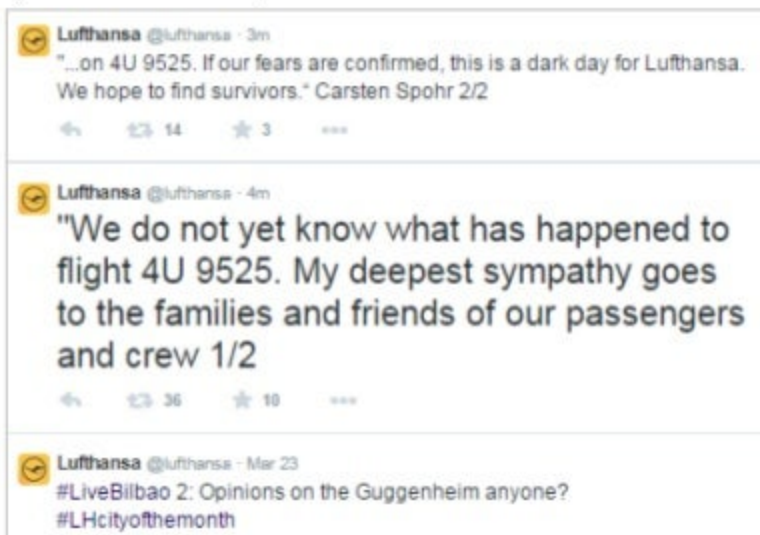 Lufthansa @lufthansa · 3m
"...on 4U 9525. If our fears are confirmed, this is a dark day for Lufthansa.
We hope to find survivors.“ Carsten Spohr 2/2
14 3
Lufthansa @lufthansa · 4m
"We do not yet know what has happened to
flight 4U 9525. My deepest sympathy goes
to the families and friends of our passengers
and crew 1/2
36 10
Lufthansa @lufthansa · Mar 23
#LiveBilbao 2: Opinions on the Guggenheim anyone?
#LHcityofthemonth